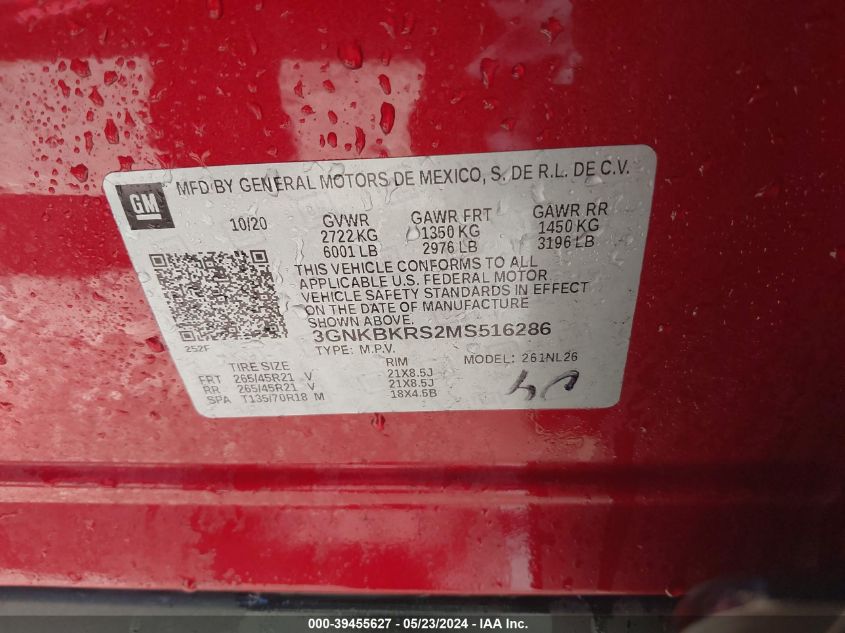 GM
MFD BY GENERAL MOTORS DE MEXICO, S. DE R.L. DE C.V.
10/20 GVWR GAWR FRT GAWR RR
2722 KG 1350 KG 1450 KG
6001 LB 2976 LB 3196 LB
THIS VEHICLE CONFORMS TO ALL
APPLICABLE U.S. FEDERAL MOTOR
VEHICLE SAFETY STANDARDS IN EFFECT
ON THE DATE OF MANUFACTURE
SHOWN ABOVE.
3GNKBKRS2MS516286
252F TYPE: M.P.V. MODEL: 261NL26
TIRE SIZE RIM
FRT 265/45R21 V 21X8.5J
RR 265/45R21 V 21X8.5J
SPA T135/70R18 M 18X4.5B
000-39455627 - 05/23/2024 - IAA Inc.